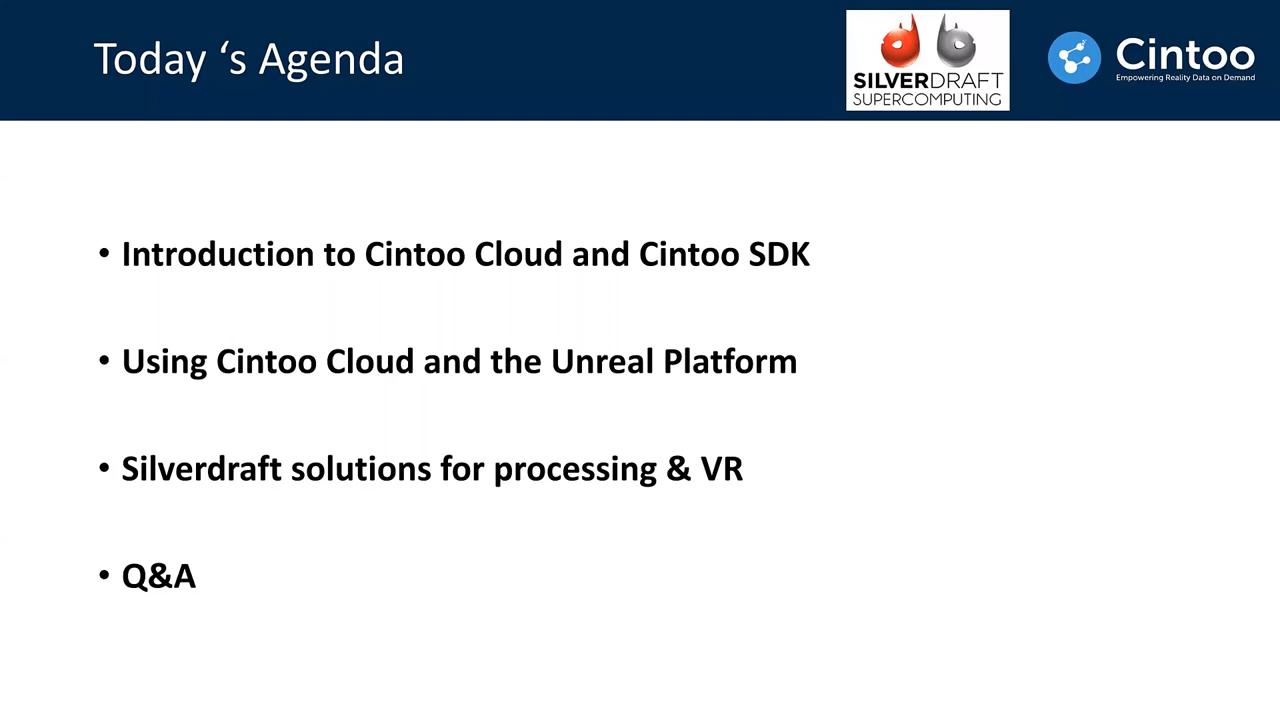 Today ‘s Agenda
SILVERDRAFT
SUPERCOMPUTING
Cintoo
Empowering Reality Data on Demand
• Introduction to Cintoo Cloud and Cintoo SDK
• Using Cintoo Cloud and the Unreal Platform
• Silverdraft solutions for processing & VR
• Q&A